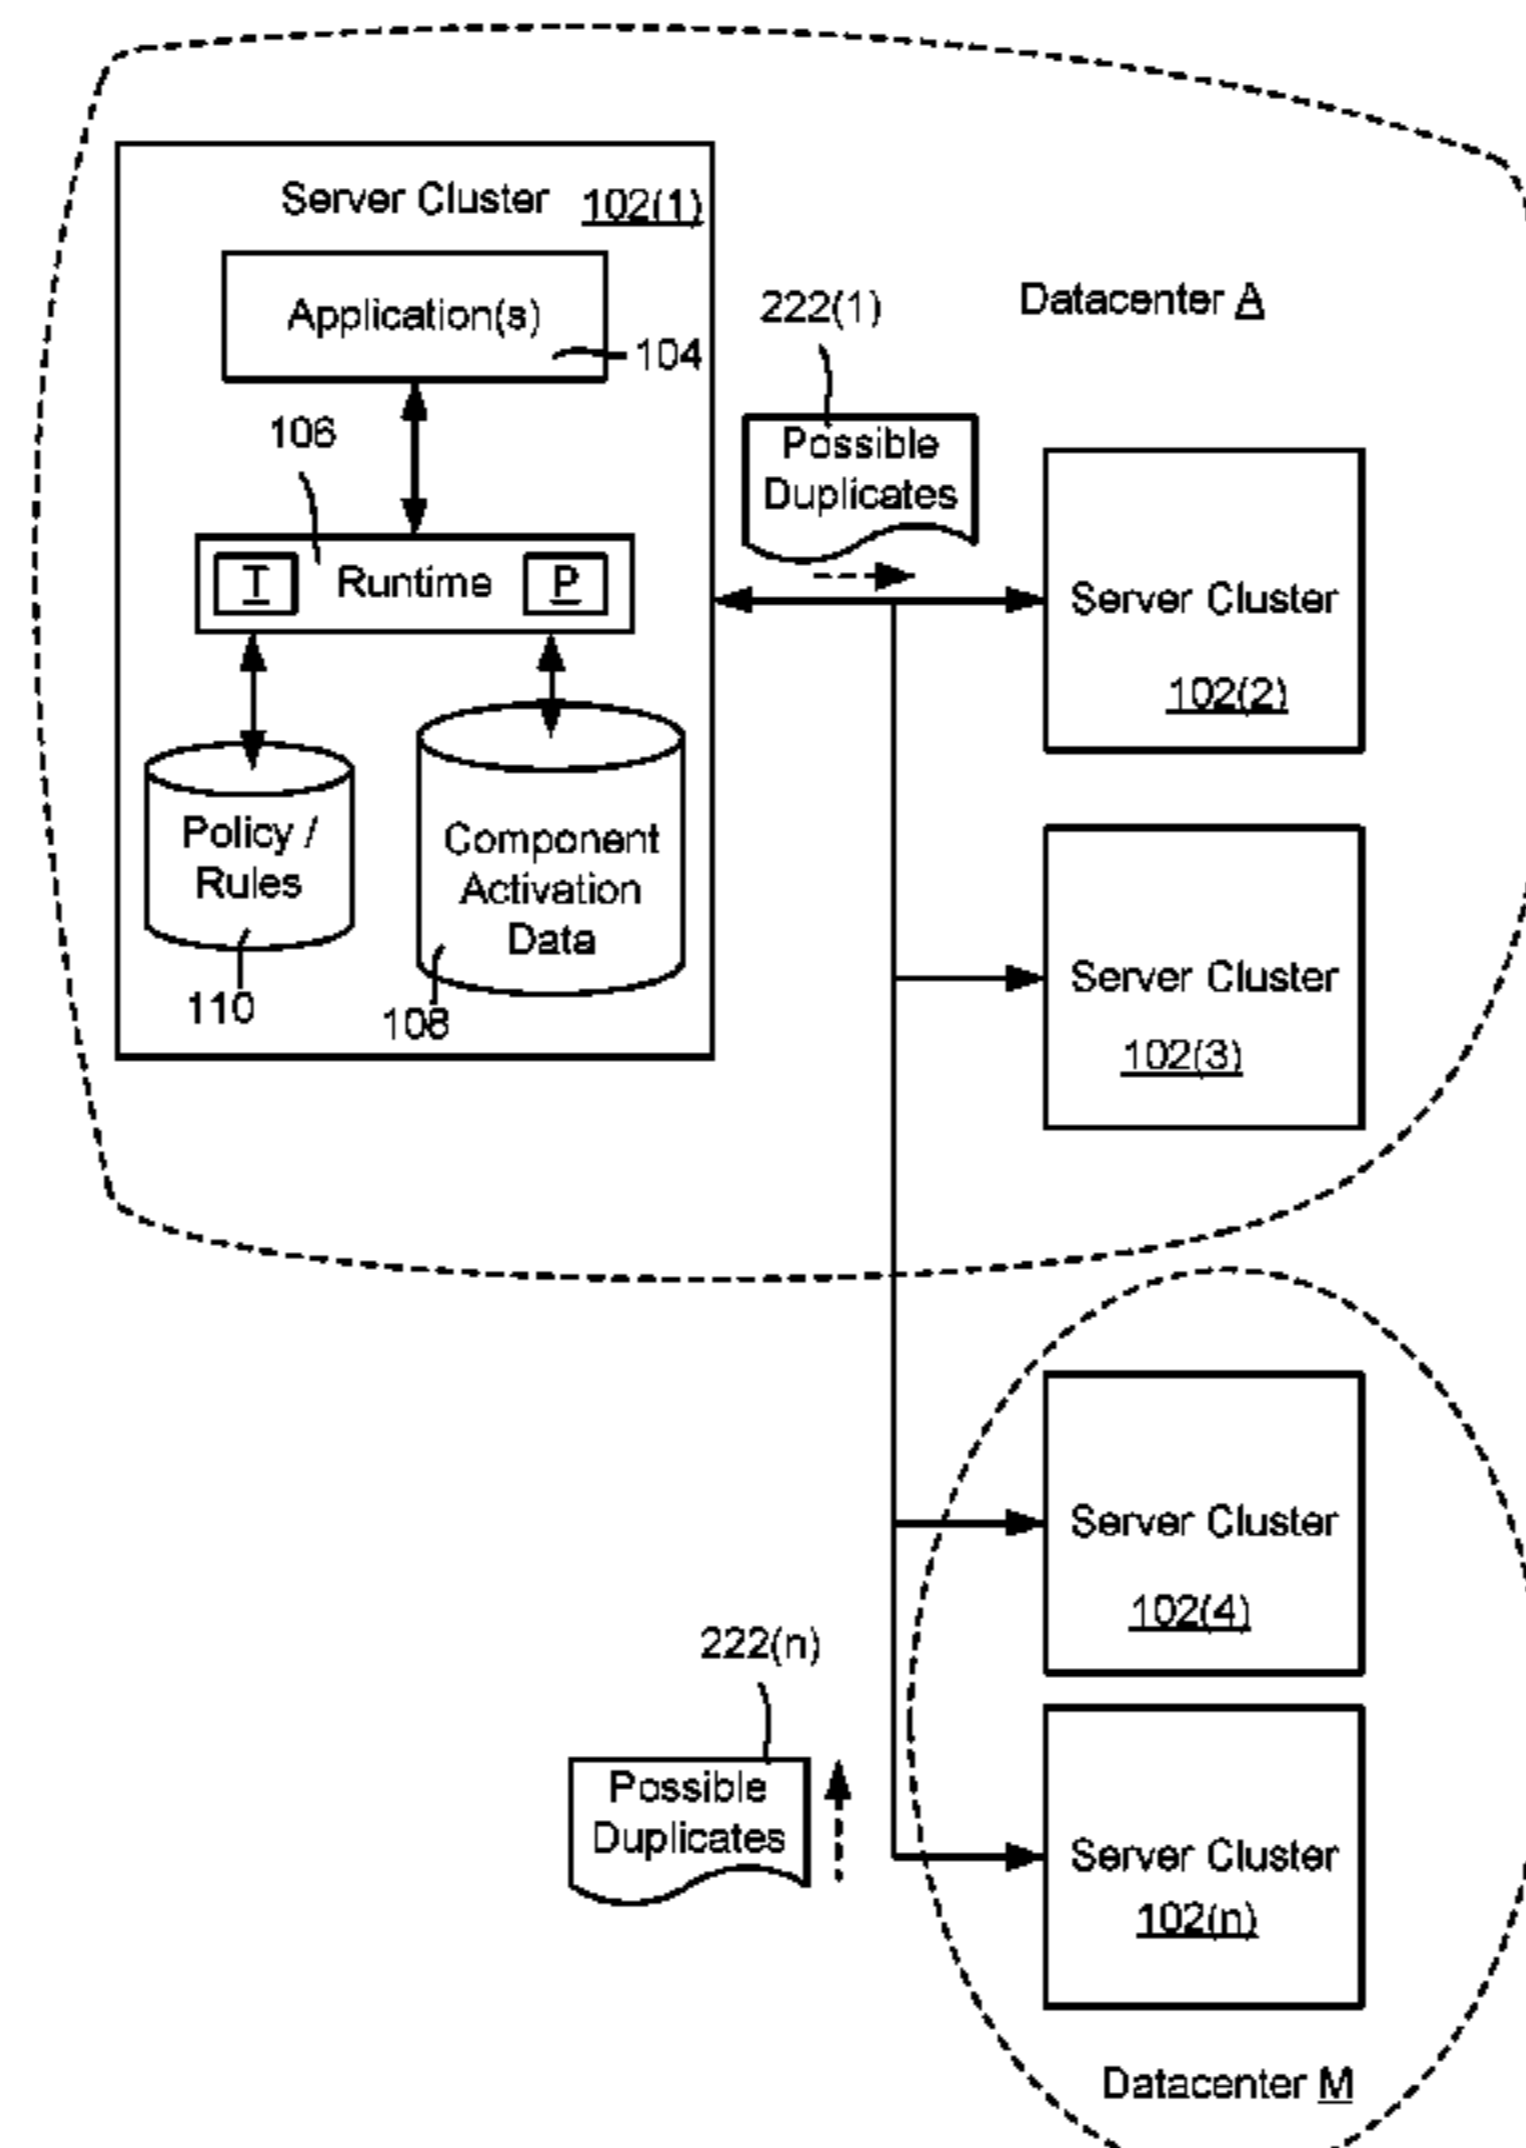 Server Cluster 102(1)
Application(s)
104
106
T Runtime P
Policy /
Rules
110
Component
Activation
Data
108
222(1)
Possible
Duplicates
Datacenter A
Server Cluster
102(2)
Server Cluster
102(3)
Server Cluster
102(4)
222(n)
Possible
Duplicates
Server Cluster
102(n)
Datacenter M